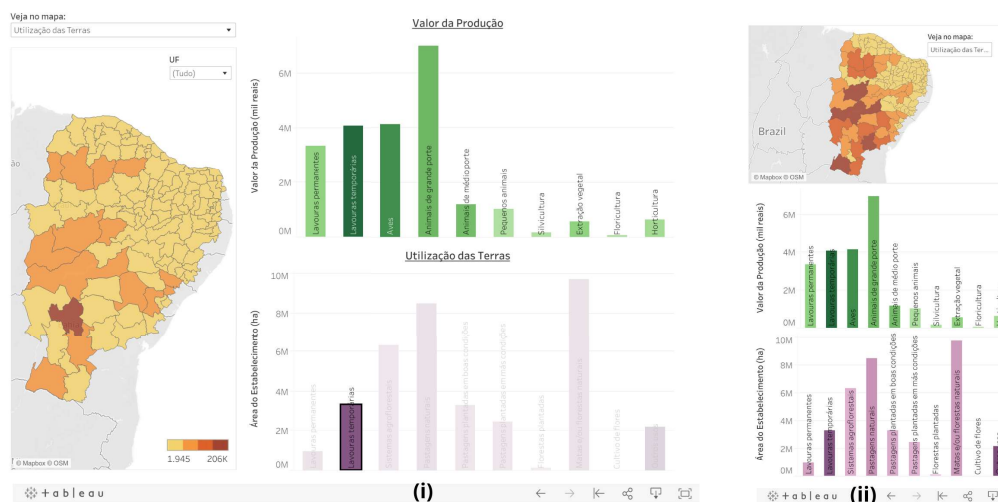 Veja no mapa:
Utilização das Terras
UF
(Tudo)
ão
1.945 206K
© Mapbox © OSM
Valor da Produção
Valor da Produção (mil reais)
6M
4M
2M
0M
Lavouras permanentes
Lavouras temporárias
Aves
Animais de grande porte
Animais de médio porte
Pequenos animais
Silvicultura
Extração vegetal
Floricultura
Horticultura
Utilização das Terras
Área do Estabelecimento (ha)
10M
8M
6M
4M
2M
0M
Lavouras permanentes
Lavouras temporárias
Sistemas agroflorestais
Pastagens naturais
Pastagens plantadas em boas condições
Pastagens plantadas em más condições
Florestas plantadas
Matas e/ou florestas naturais
Cultivo de flores
+ a b l e a u
(i)
Veja no mapa:
Utilização das Ter...
Brazil
© Mapbox © OSM
Valor da Produção (mil reais)
6M
4M
2M
0M
Lavouras permanentes
Lavouras temporárias
Aves
Animais de grande porte
Animais de médio porte
Pequenos animais
Silvicultura
Extração vegetal
Floricultura
Área do Estabelecimento (ha)
10M
8M
6M
4M
2M
0M
Lavouras permanentes
Lavouras temporárias
Sistemas agroflorestais
Pastagens naturais
Pastagens plantadas em boas condições
Pastagens plantadas em más condições
Florestas plantadas
Matas e/ou florestas naturais
Cultivo de flores
+ a b l e a u
(ii)